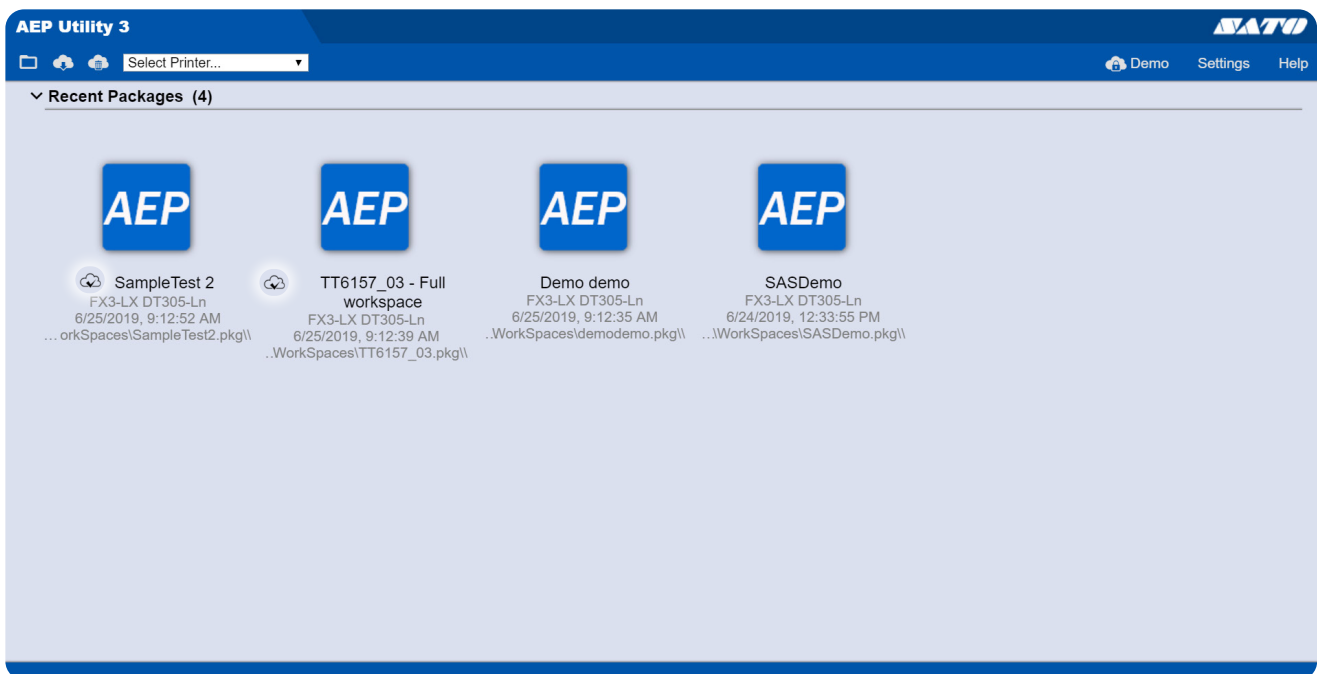 AEP Utility 3
SATO
Select Printer...
Demo Settings Help
Recent Packages (4)
AEP
SampleTest 2
FX3-LX DT305-Ln
6/25/2019, 9:12:52 AM
... orkSpaces\SampleTest2.pkg\\
AEP
TT6157_03 - Full
workspace
FX3-LX DT305-Ln
6/25/2019, 9:12:39 AM
..WorkSpaces\TT6157_03.pkg\\
AEP
Demo demo
FX3-LX DT305-Ln
6/25/2019, 9:12:35 AM
..WorkSpaces\demodemo.pkg\\
AEP
SASDemo
FX3-LX DT305-Ln
6/24/2019, 12:33:55 PM
...\WorkSpaces\SASDemo.pkg\\